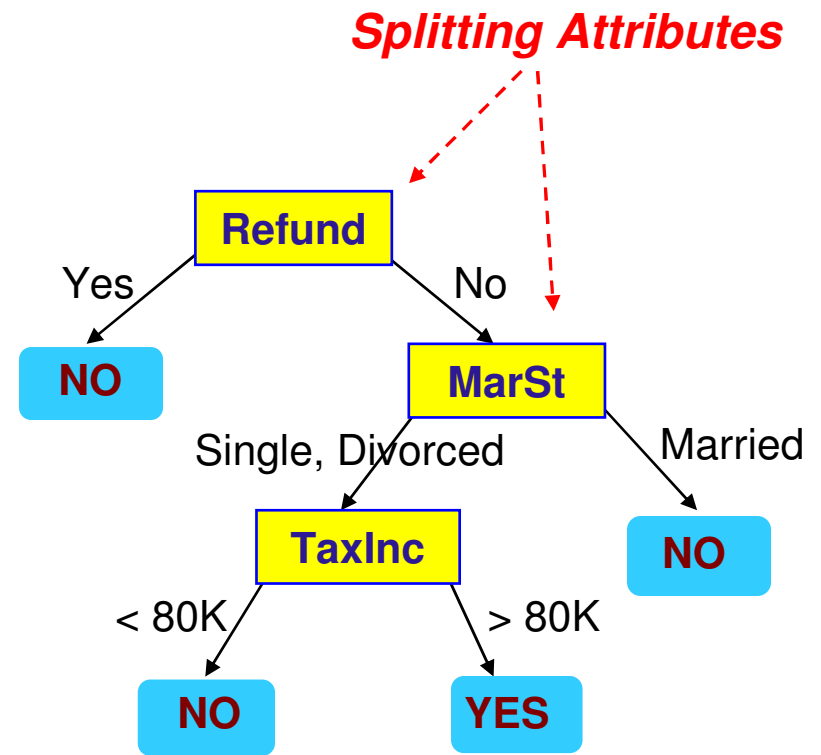 Splitting Attributes
Refund
Yes
No
NO
MarSt
Single, Divorced
Married
TaxInc
NO
< 80K
> 80K
NO
YES